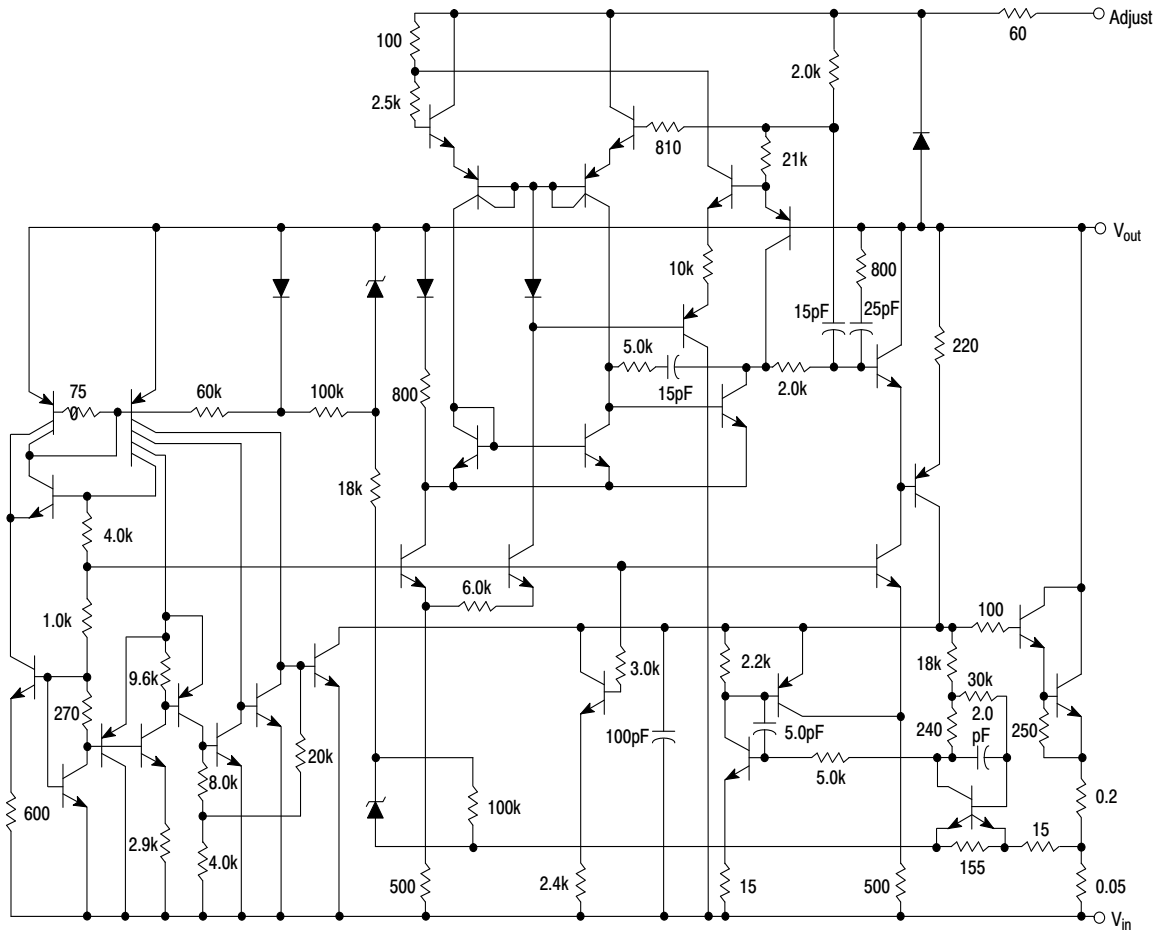 Adjust
60
100
2.0k
2.5k
810
21k
V_out
10k
800
15pF
25pF
220
5.0k
15pF
2.0k
75
0
60k
100k
800
18k
4.0k
6.0k
1.0k
100
3.0k
2.2k
18k
9.6k
30k
270
240
2.0
pF
250
5.0pF
100pF
20k
8.0k
5.0k
0.2
600
100k
15
2.9k
4.0k
155
500
2.4k
15
500
0.05
V_in